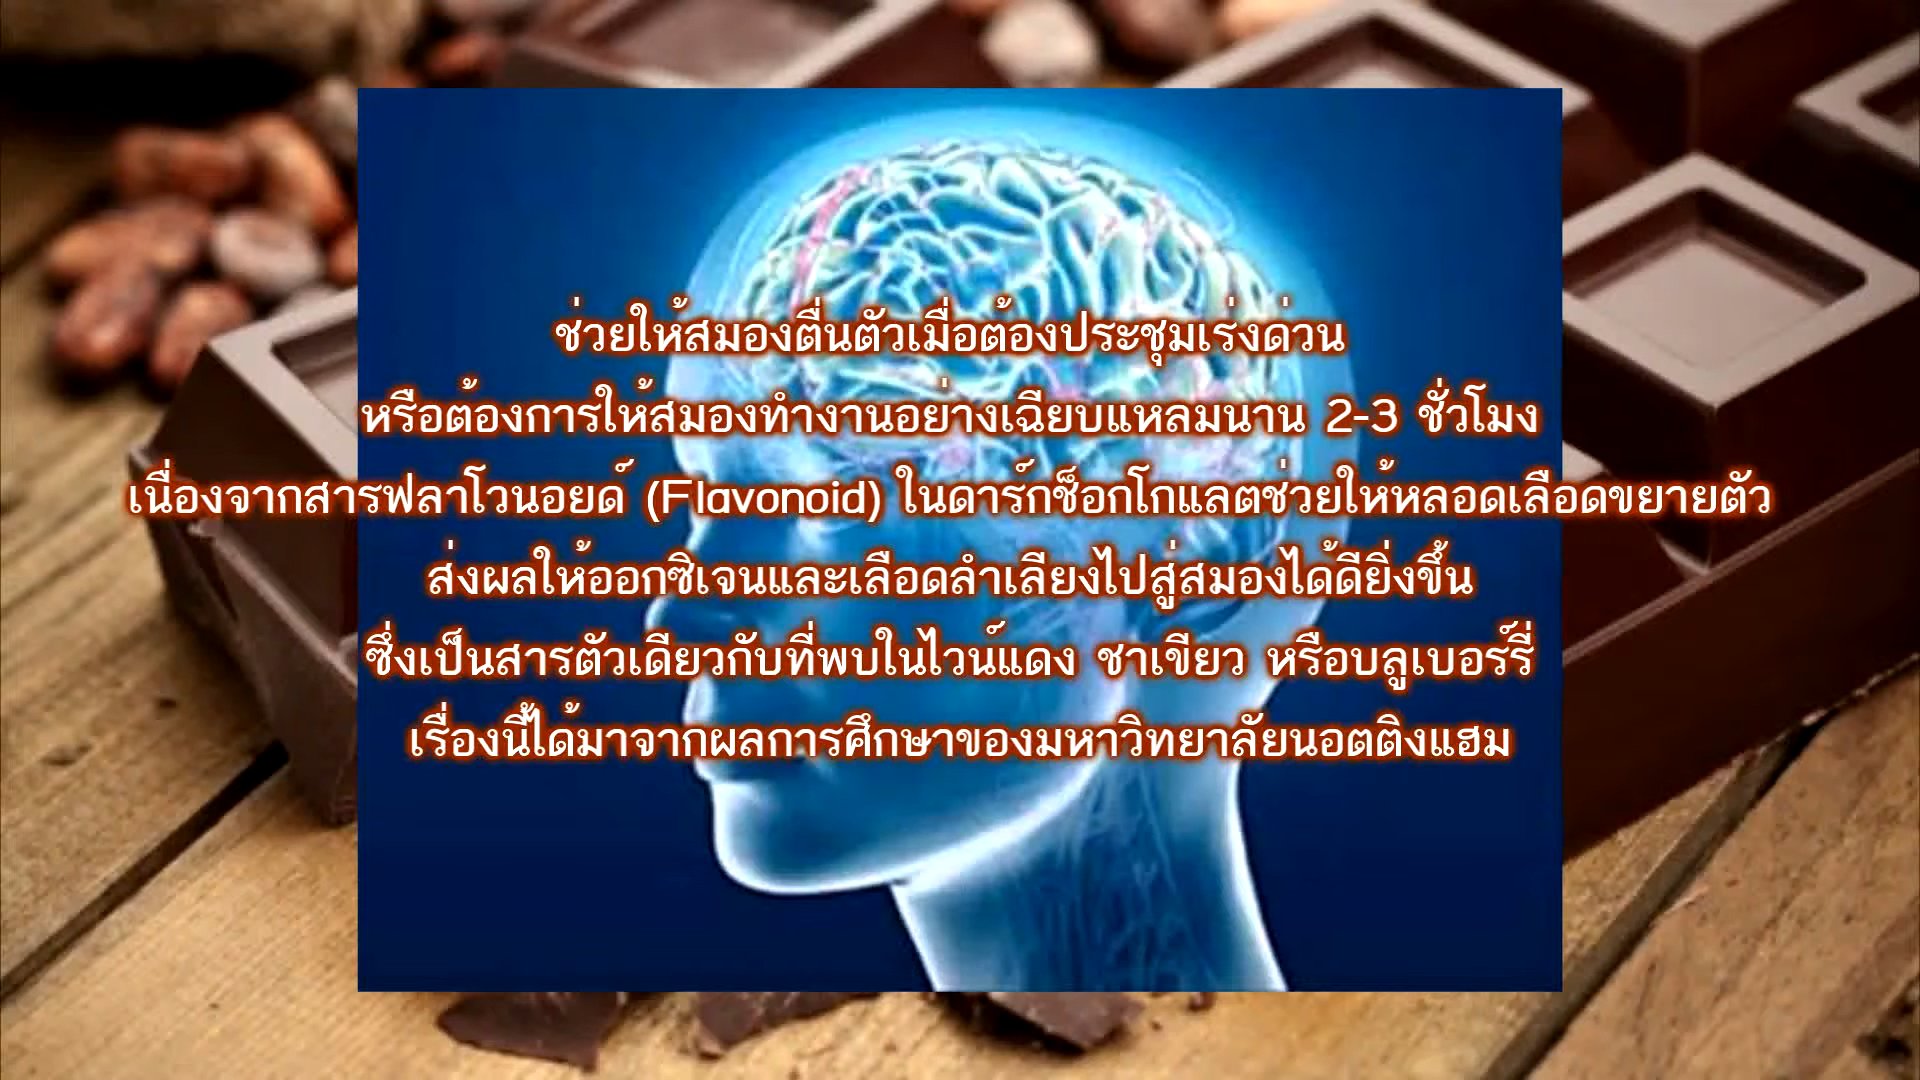 ช่วยให้สมองตื่นตัวเมื่อต้องประชุมเร่งด่วน
หรือต้องการให้สมองทำงานอย่างเฉียบแหลมนาน 2-3 ชั่วโมง
เนื่องจากสารฟลาโวนอยด์ (Flavonoid) ในดาร์กช็อกโกแลตช่วยให้หลอดเลือดขยายตัว
ส่งผลให้ออกซิเจนและเลือดลำเลียงไปสู่สมองได้ดียิ่งขึ้น
ซึ่งเป็นสารตัวเดียวกับที่พบในไวน์แดง ชาเขียว หรือบลูเบอร์รี่
เรื่องนี้ได้มาจากผลการศึกษาของมหาวิทยาลัยนอตติงแฮม